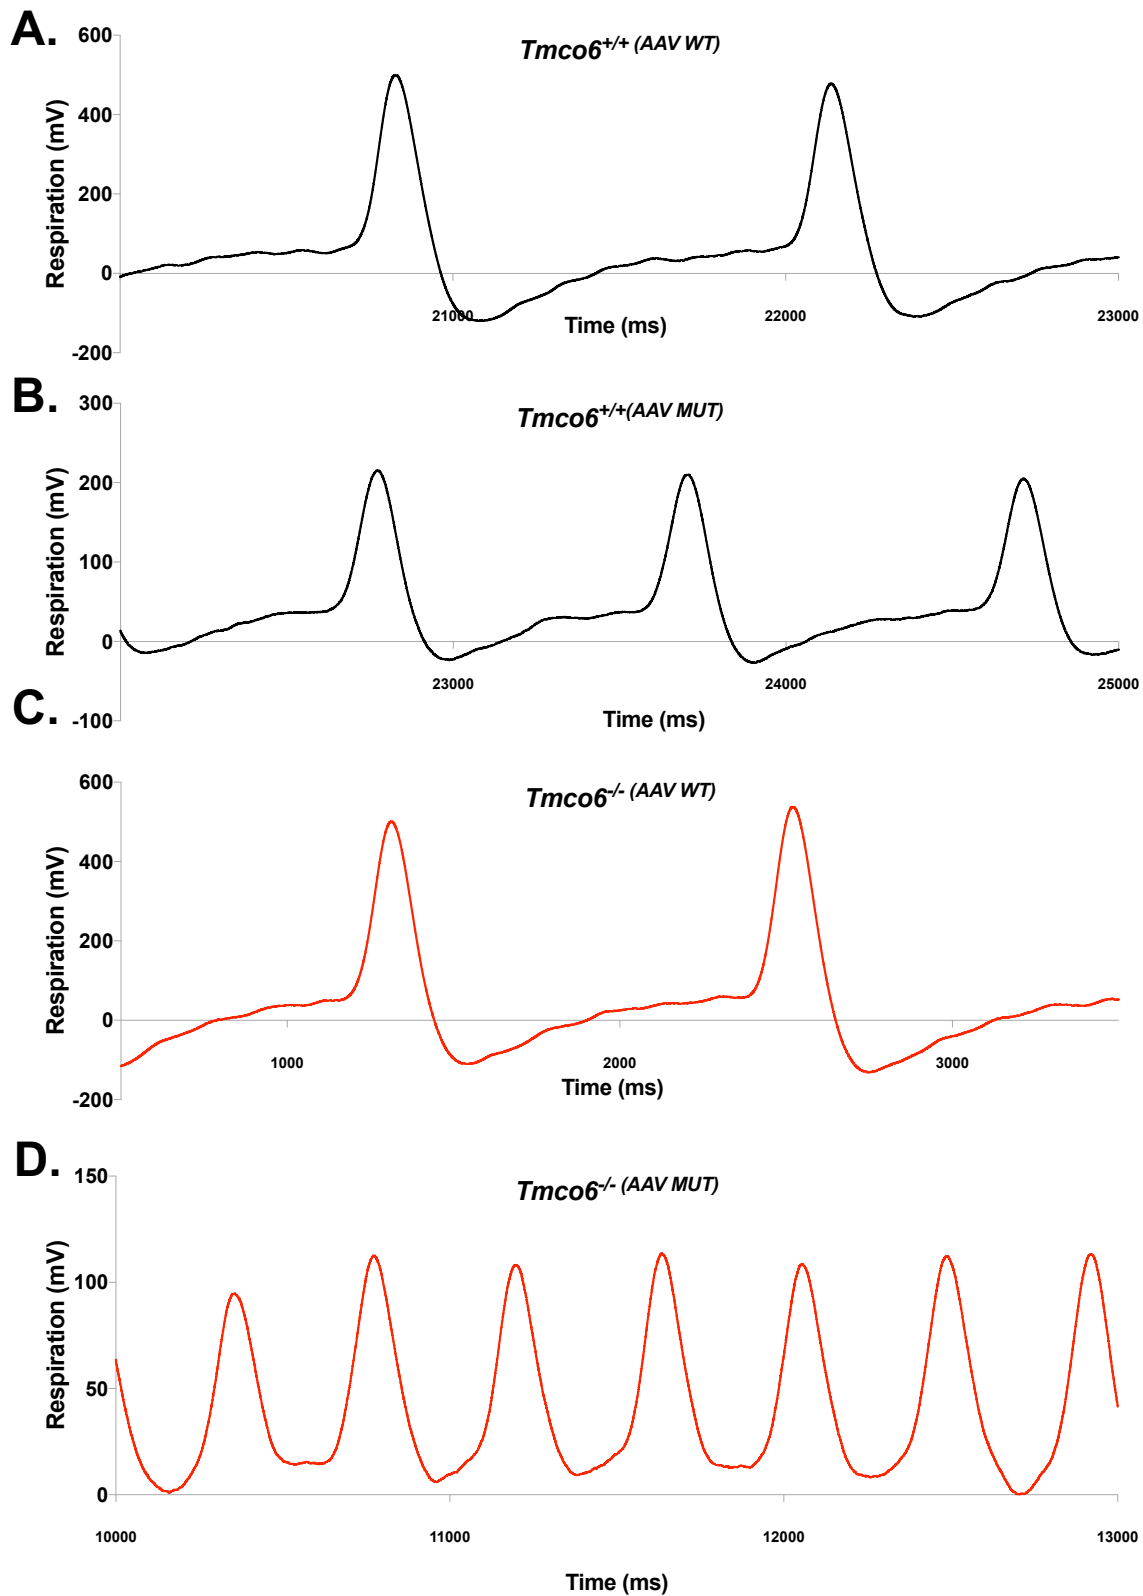 A.
Tmco6+/+ (AAV WT)
600
400
200
0
-200
Respiration (mV)
21000 22000 23000
Time (ms)
B.
Tmco6+/+(AAV MUT)
300
200
100
0
-100
Respiration (mV)
23000 24000 25000
Time (ms)
C.
Tmco6-/- (AAV WT)
600
400
200
0
-200
Respiration (mV)
1000 2000 3000
Time (ms)
D.
Tmco6-/- (AAV MUT)
150
100
50
0
Respiration (mV)
10000 11000 12000 13000
Time (ms)